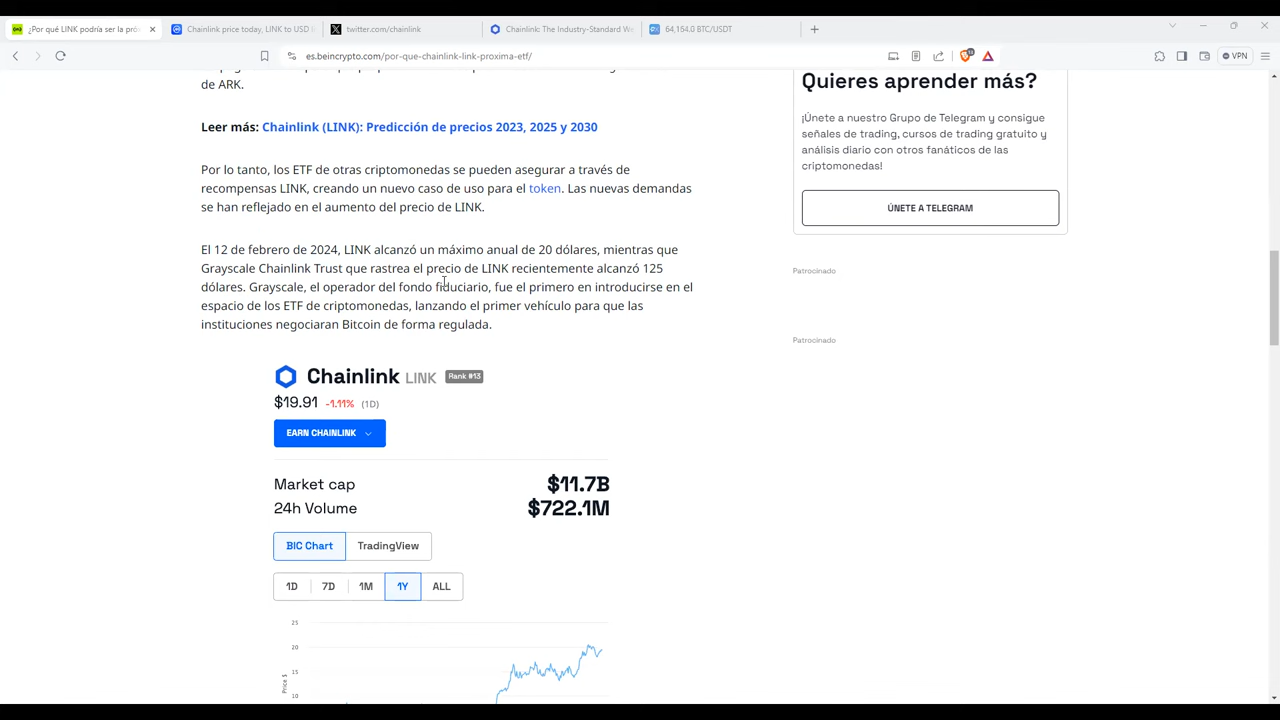 ¿Por qué LINK podría ser la pró
Chainlink price today, LINK to USD
twitter.com/chainlink
Chainlink: The Industry-Standard We
64,164.0 BTC/USDT
es.beincrypto.com/por-que-chainlink-link-proxima-etf/
VPN
de ARK.
Leer más: Chainlink (LINK): Predicción de precios 2023, 2025 y 2030
Por lo tanto, los ETF de otras criptomonedas se pueden asegurar a través de
recompensas LINK, creando un nuevo caso de uso para el token. Las nuevas demandas
se han reflejado en el aumento del precio de LINK.
El 12 de febrero de 2024, LINK alcanzó un máximo anual de 20 dólares, mientras que
Grayscale Chainlink Trust que rastrea el precio de LINK recientemente alcanzó 125
dólares. Grayscale, el operador del fondo fiduciario, fue el primero en introducirse en el
espacio de los ETF de criptomonedas, lanzando el primer vehículo para que las
instituciones negociaran Bitcoin de forma regulada.
Chainlink LINK Rank #13
$19.91 -1.11% (1D)
EARN CHAINLINK
Market cap $11.7B
24h Volume $722.1M
BIC Chart TradingView
1D 7D 1M 1Y ALL
25
20
15
10
Price $
Quieres aprender más?
¡Únete a nuestro Grupo de Telegram y consigue
señales de trading, cursos de trading gratuito y
análisis diario con otros fanáticos de las
criptomonedas!
ÚNETE A TELEGRAM
Patrocinado
Patrocinado